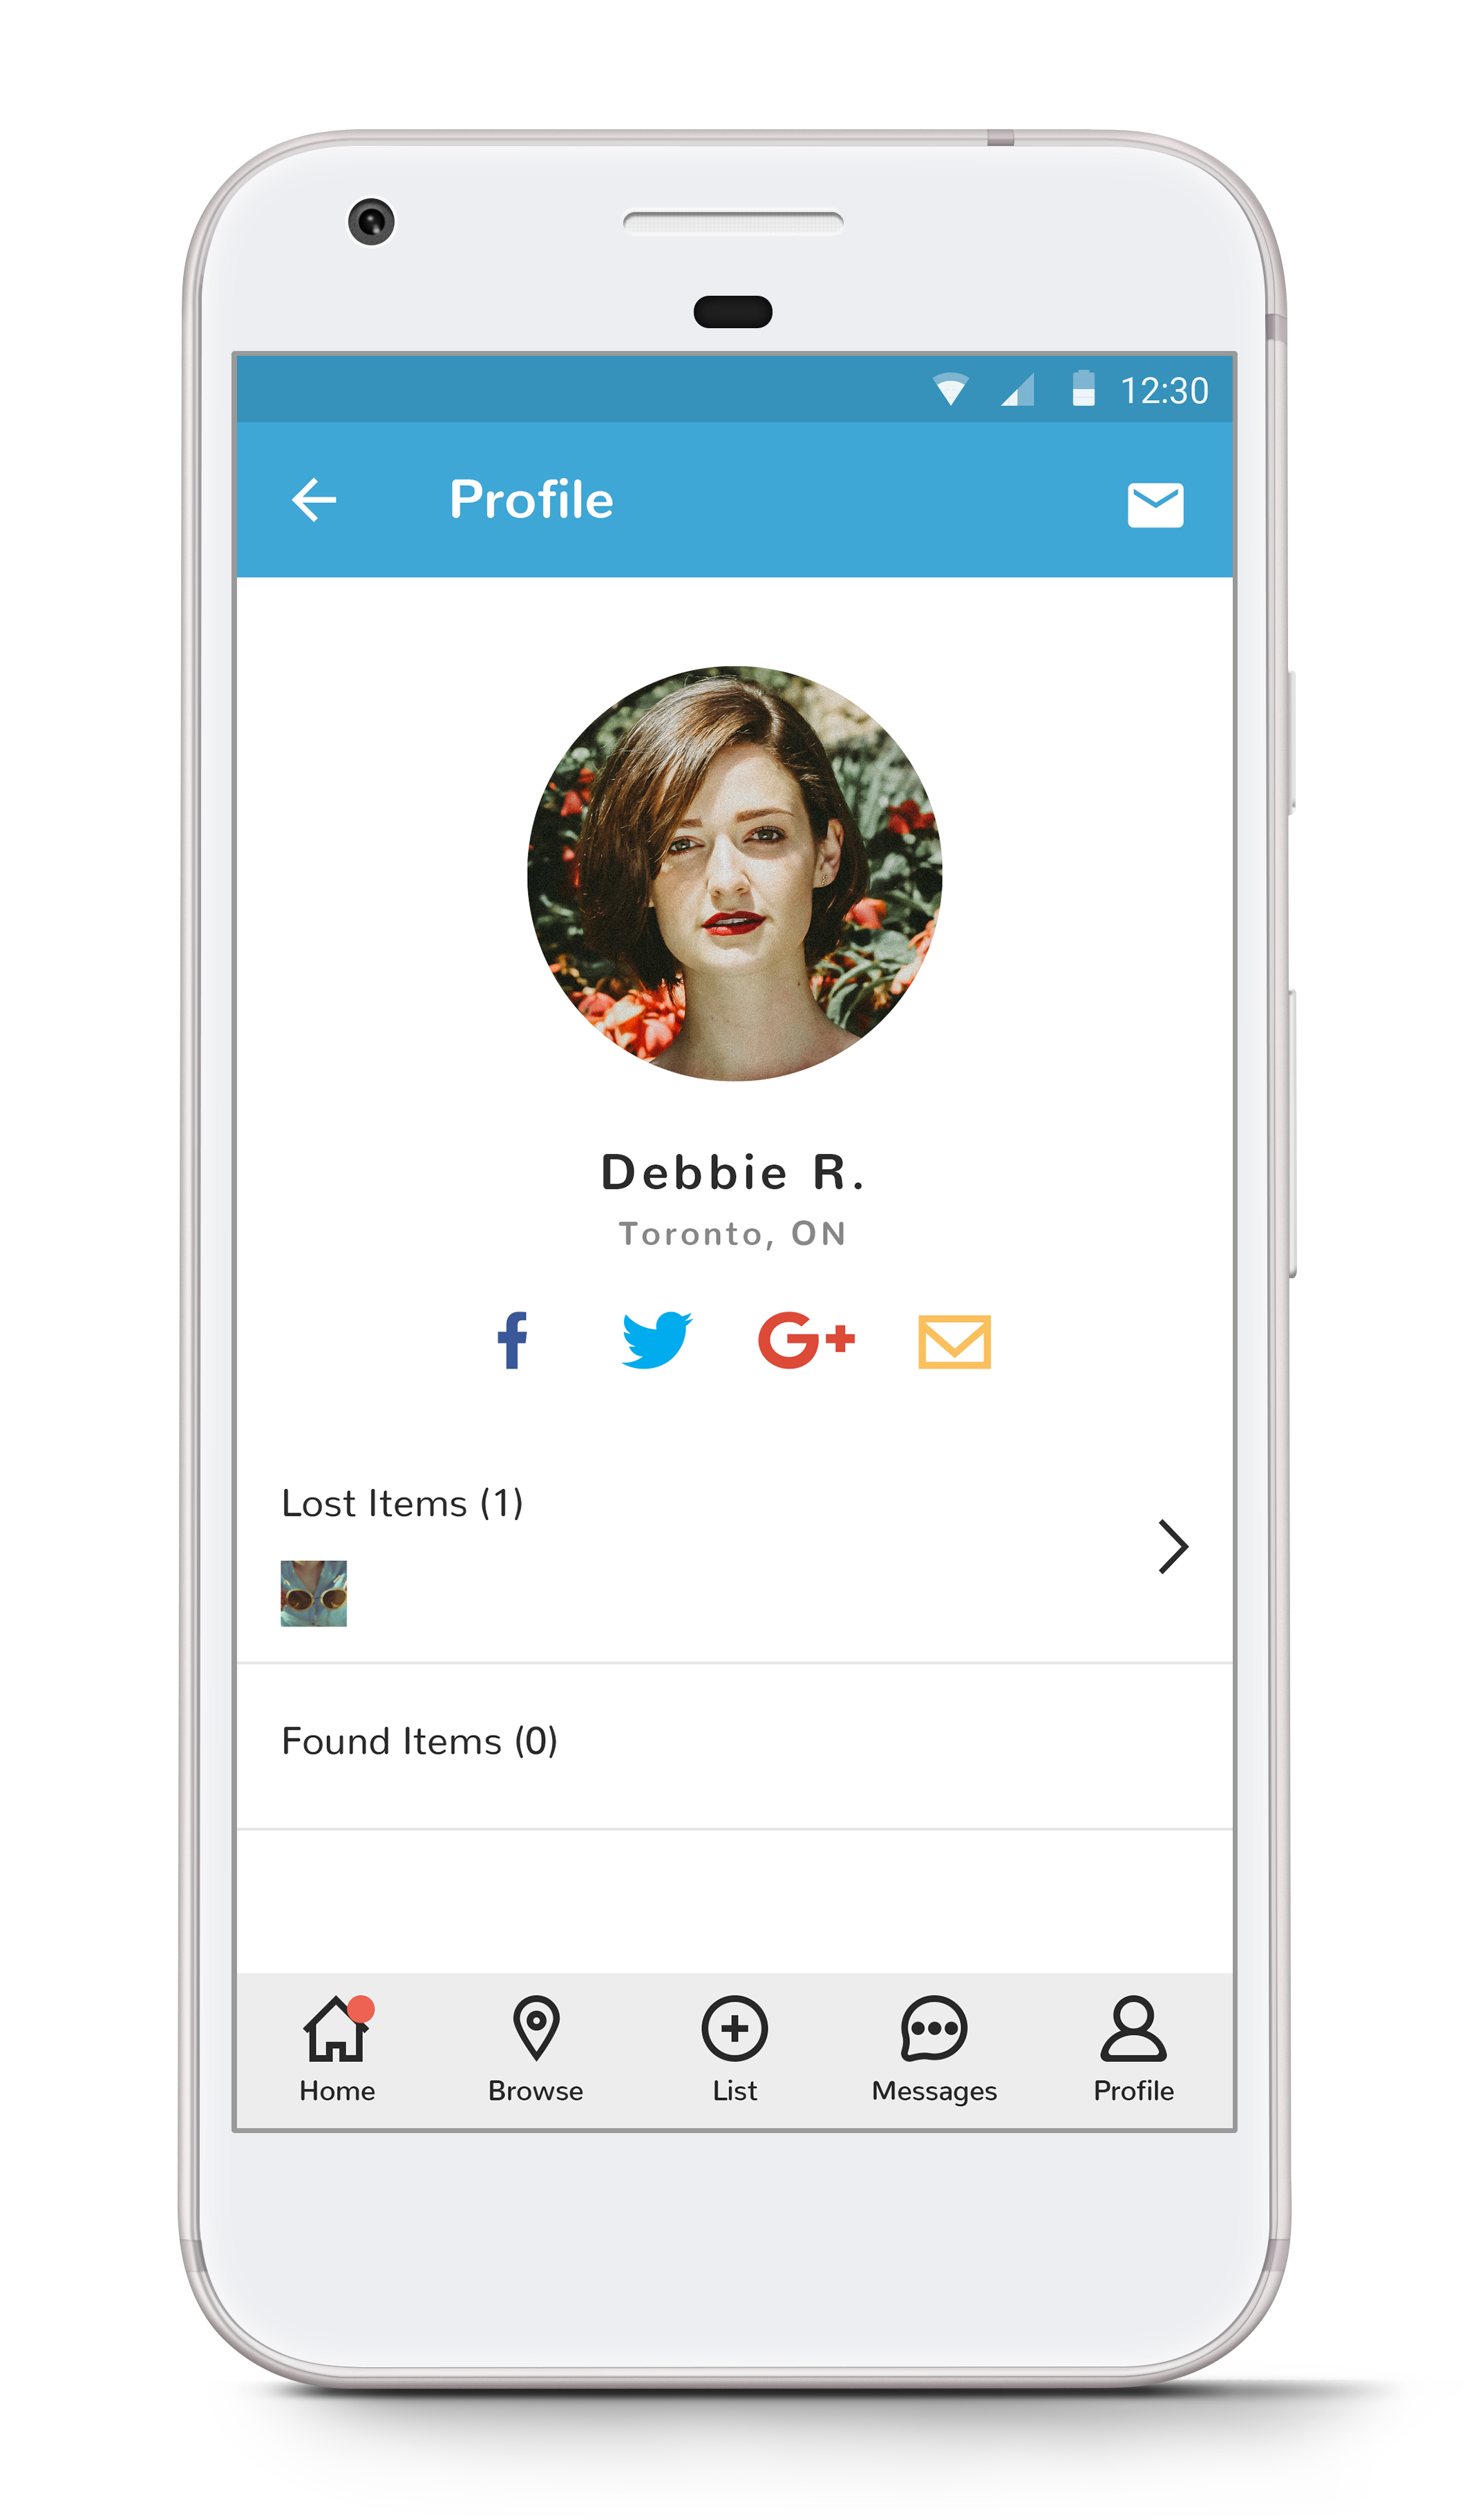 12:30
Profile
Debbie R.
Toronto, ON
Lost Items (1)
Found Items (0)
Home
Browse
List
Messages
Profile